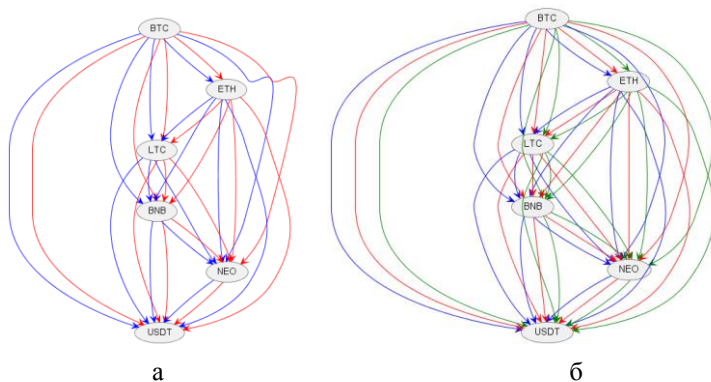 BTC
ETH
LTC
BNB
NEO
USDT
а
BTC
ETH
LTC
BNB
NEO
USDT
б